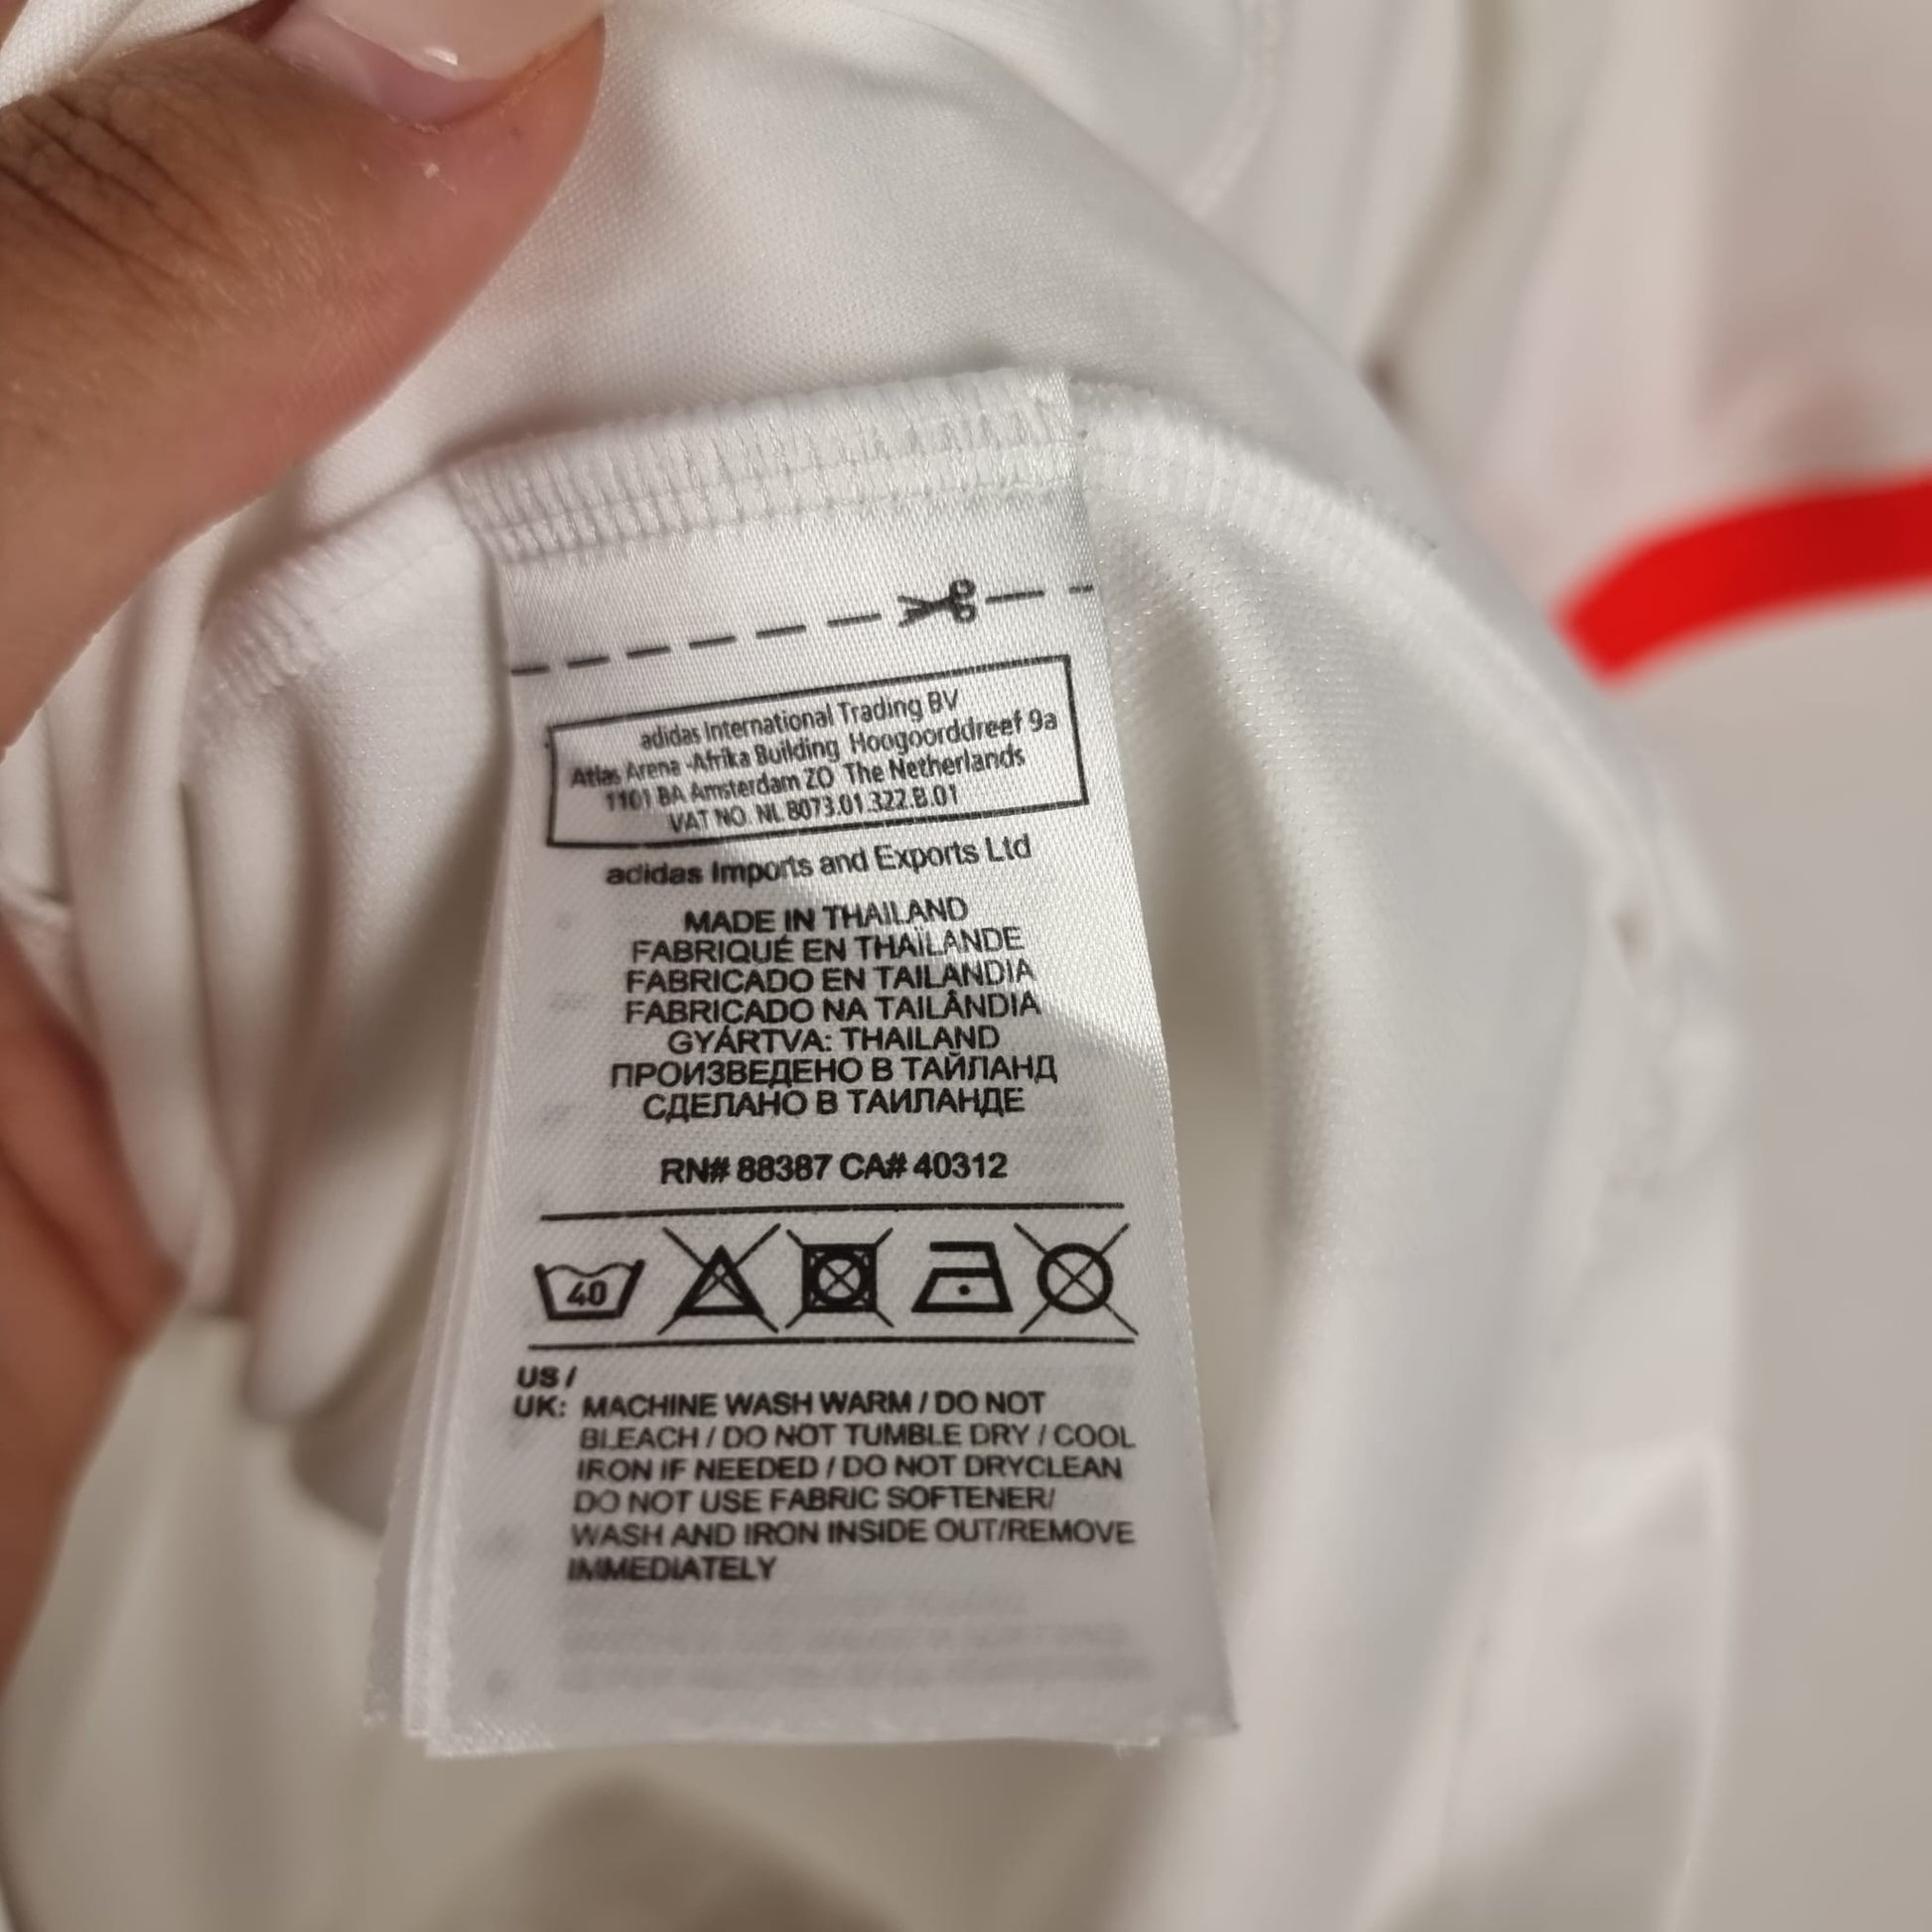 adidas International Trading BV
Atlas Arena -Afrika Building Hoogoorddreef 9a
1101 BA Amsterdam ZO The Netherlands
VAT NO. NL 8073.01.322.B.01
adidas Imports and Exports Ltd
MADE IN THAILAND
FABRIQUÉ EN THAÏLANDE
FABRICADO EN TAILANDIA
FABRICADO NA TAILÂNDIA
GYÁRTVA: THAILAND
ПРОИЗВЕДЕНО В ТАЙЛАНД
СДЕЛАНО В ТАИЛАНДЕ
RN# 88387 CA# 40312
40
US /
UK: MACHINE WASH WARM / DO NOT
BLEACH / DO NOT TUMBLE DRY / COOL
IRON IF NEEDED / DO NOT DRYCLEAN
DO NOT USE FABRIC SOFTENER/
WASH AND IRON INSIDE OUT/REMOVE
IMMEDIATELY